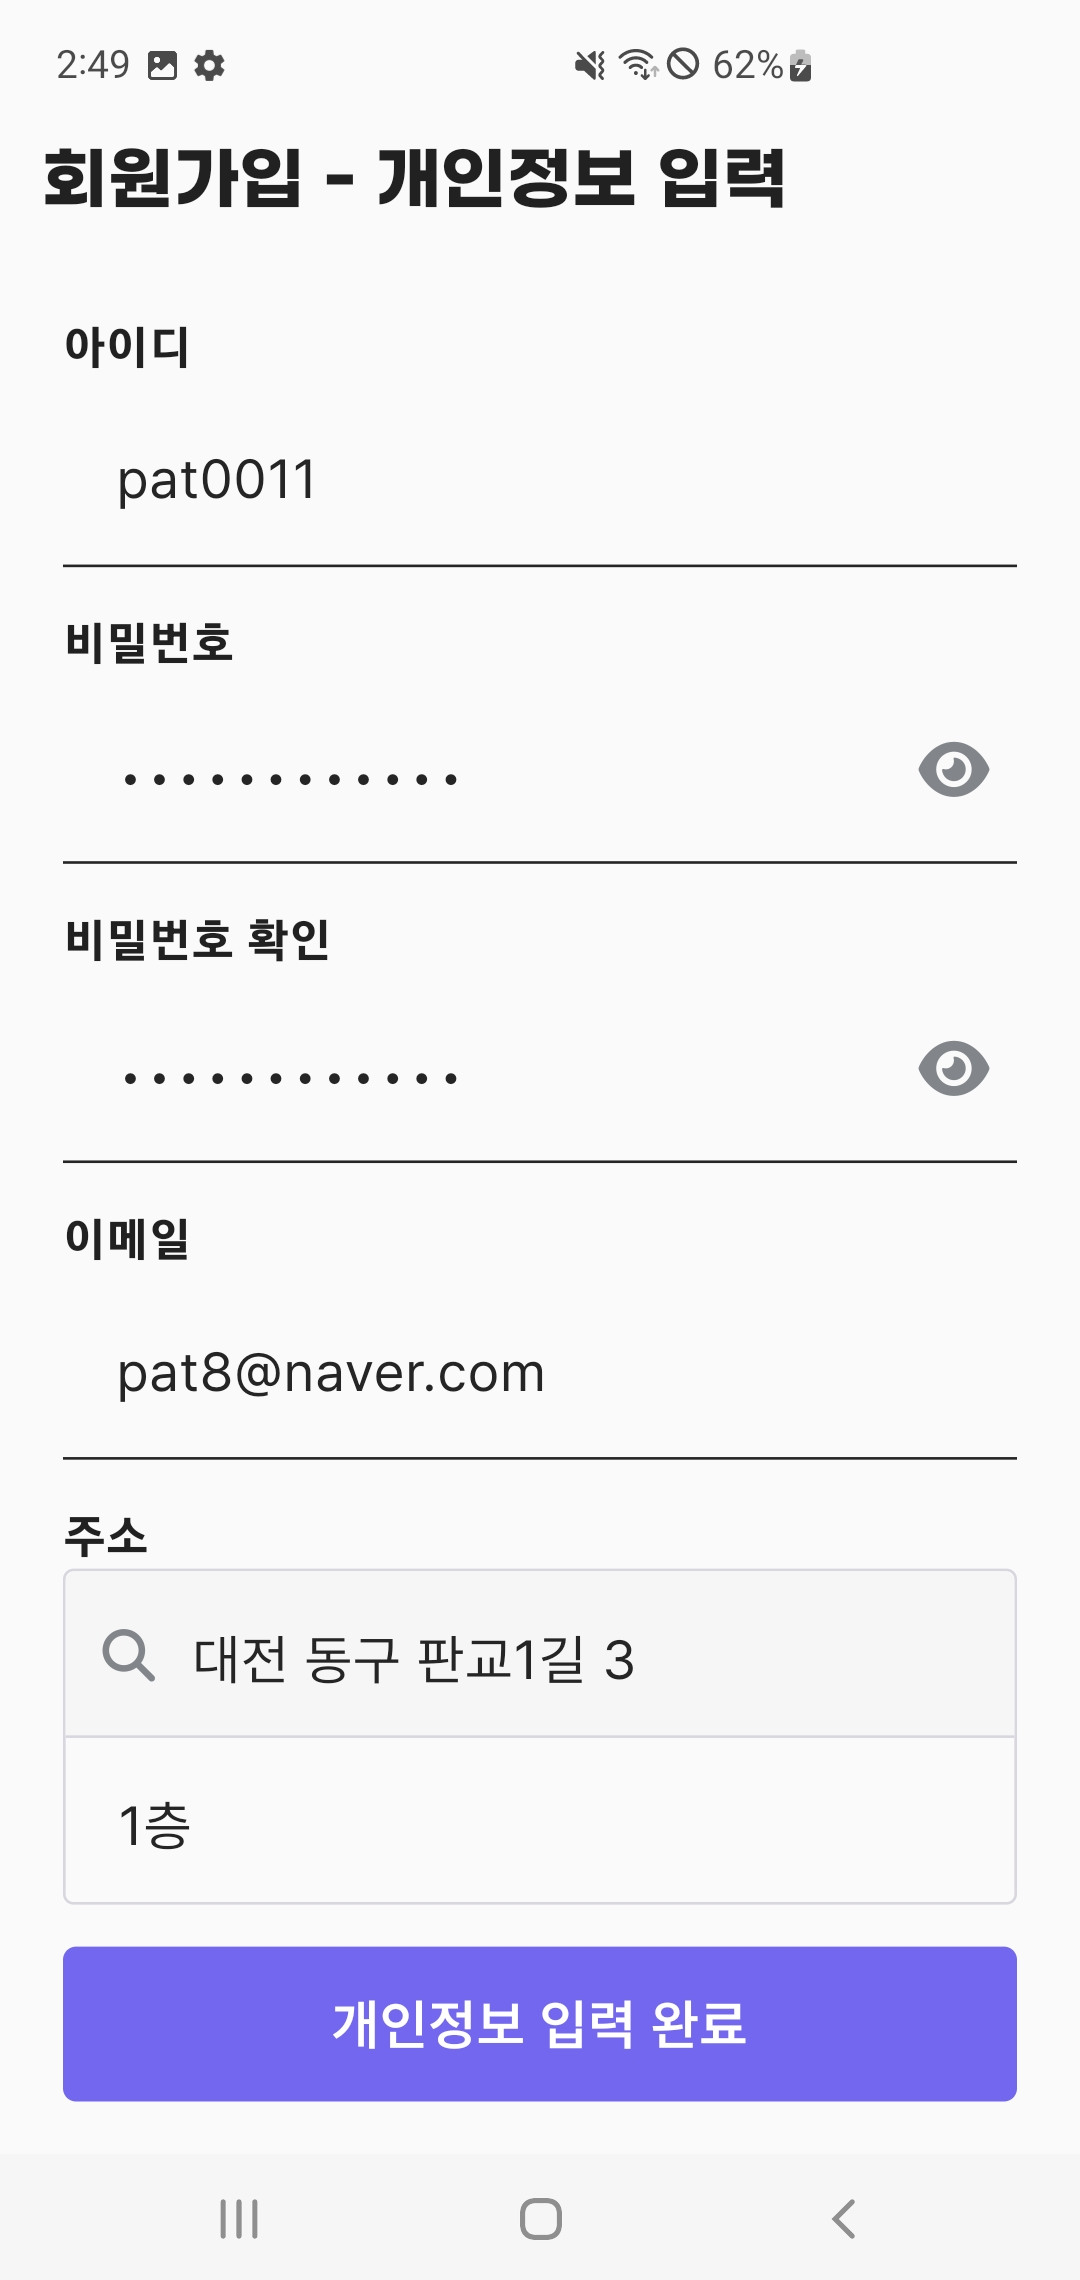 2:49 62%
회원가입 - 개인정보 입력
아이디
pat0011
비밀번호
••••••••••••
비밀번호 확인
••••••••••••
이메일
pat8@naver.com
주소
대전 동구 판교1길 3
1층
개인정보 입력 완료